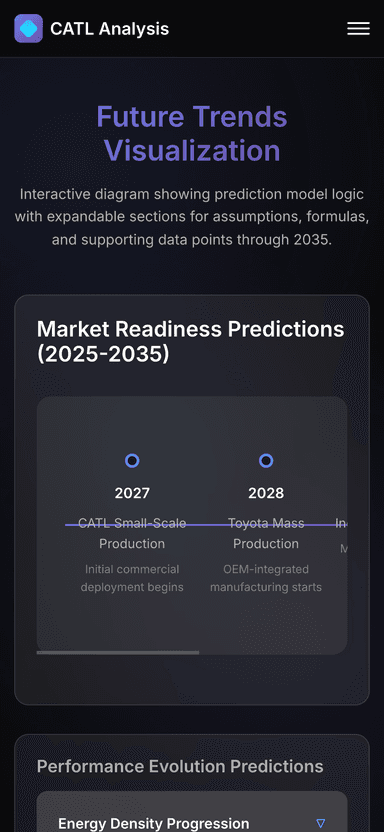 CATL Analysis
Future Trends
Visualization
Interactive diagram showing prediction model logic
with expandable sections for assumptions, formulas,
and supporting data points through 2035.
Market Readiness Predictions
(2025-2035)
2027
2028
CATL Small-Scale
Production
Toyota Mass
Production
Initial commercial
deployment begins
OEM-integrated
manufacturing starts
Performance Evolution Predictions
Energy Density Progression